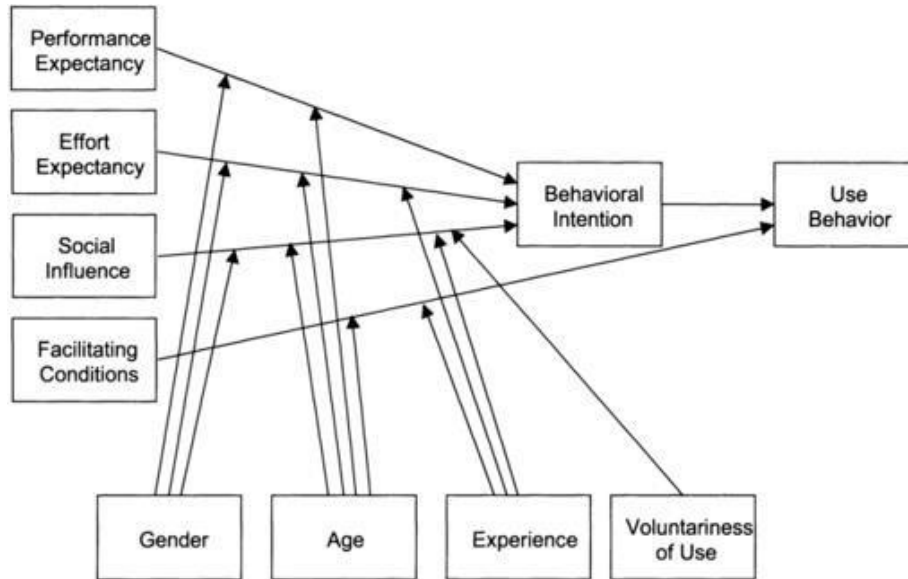 Performance
Expectancy
Effort
Expectancy
Social
Influence
Facilitating
Conditions
Behavioral
Intention
Use
Behavior
Gender
Age
Experience
Voluntariness
of Use